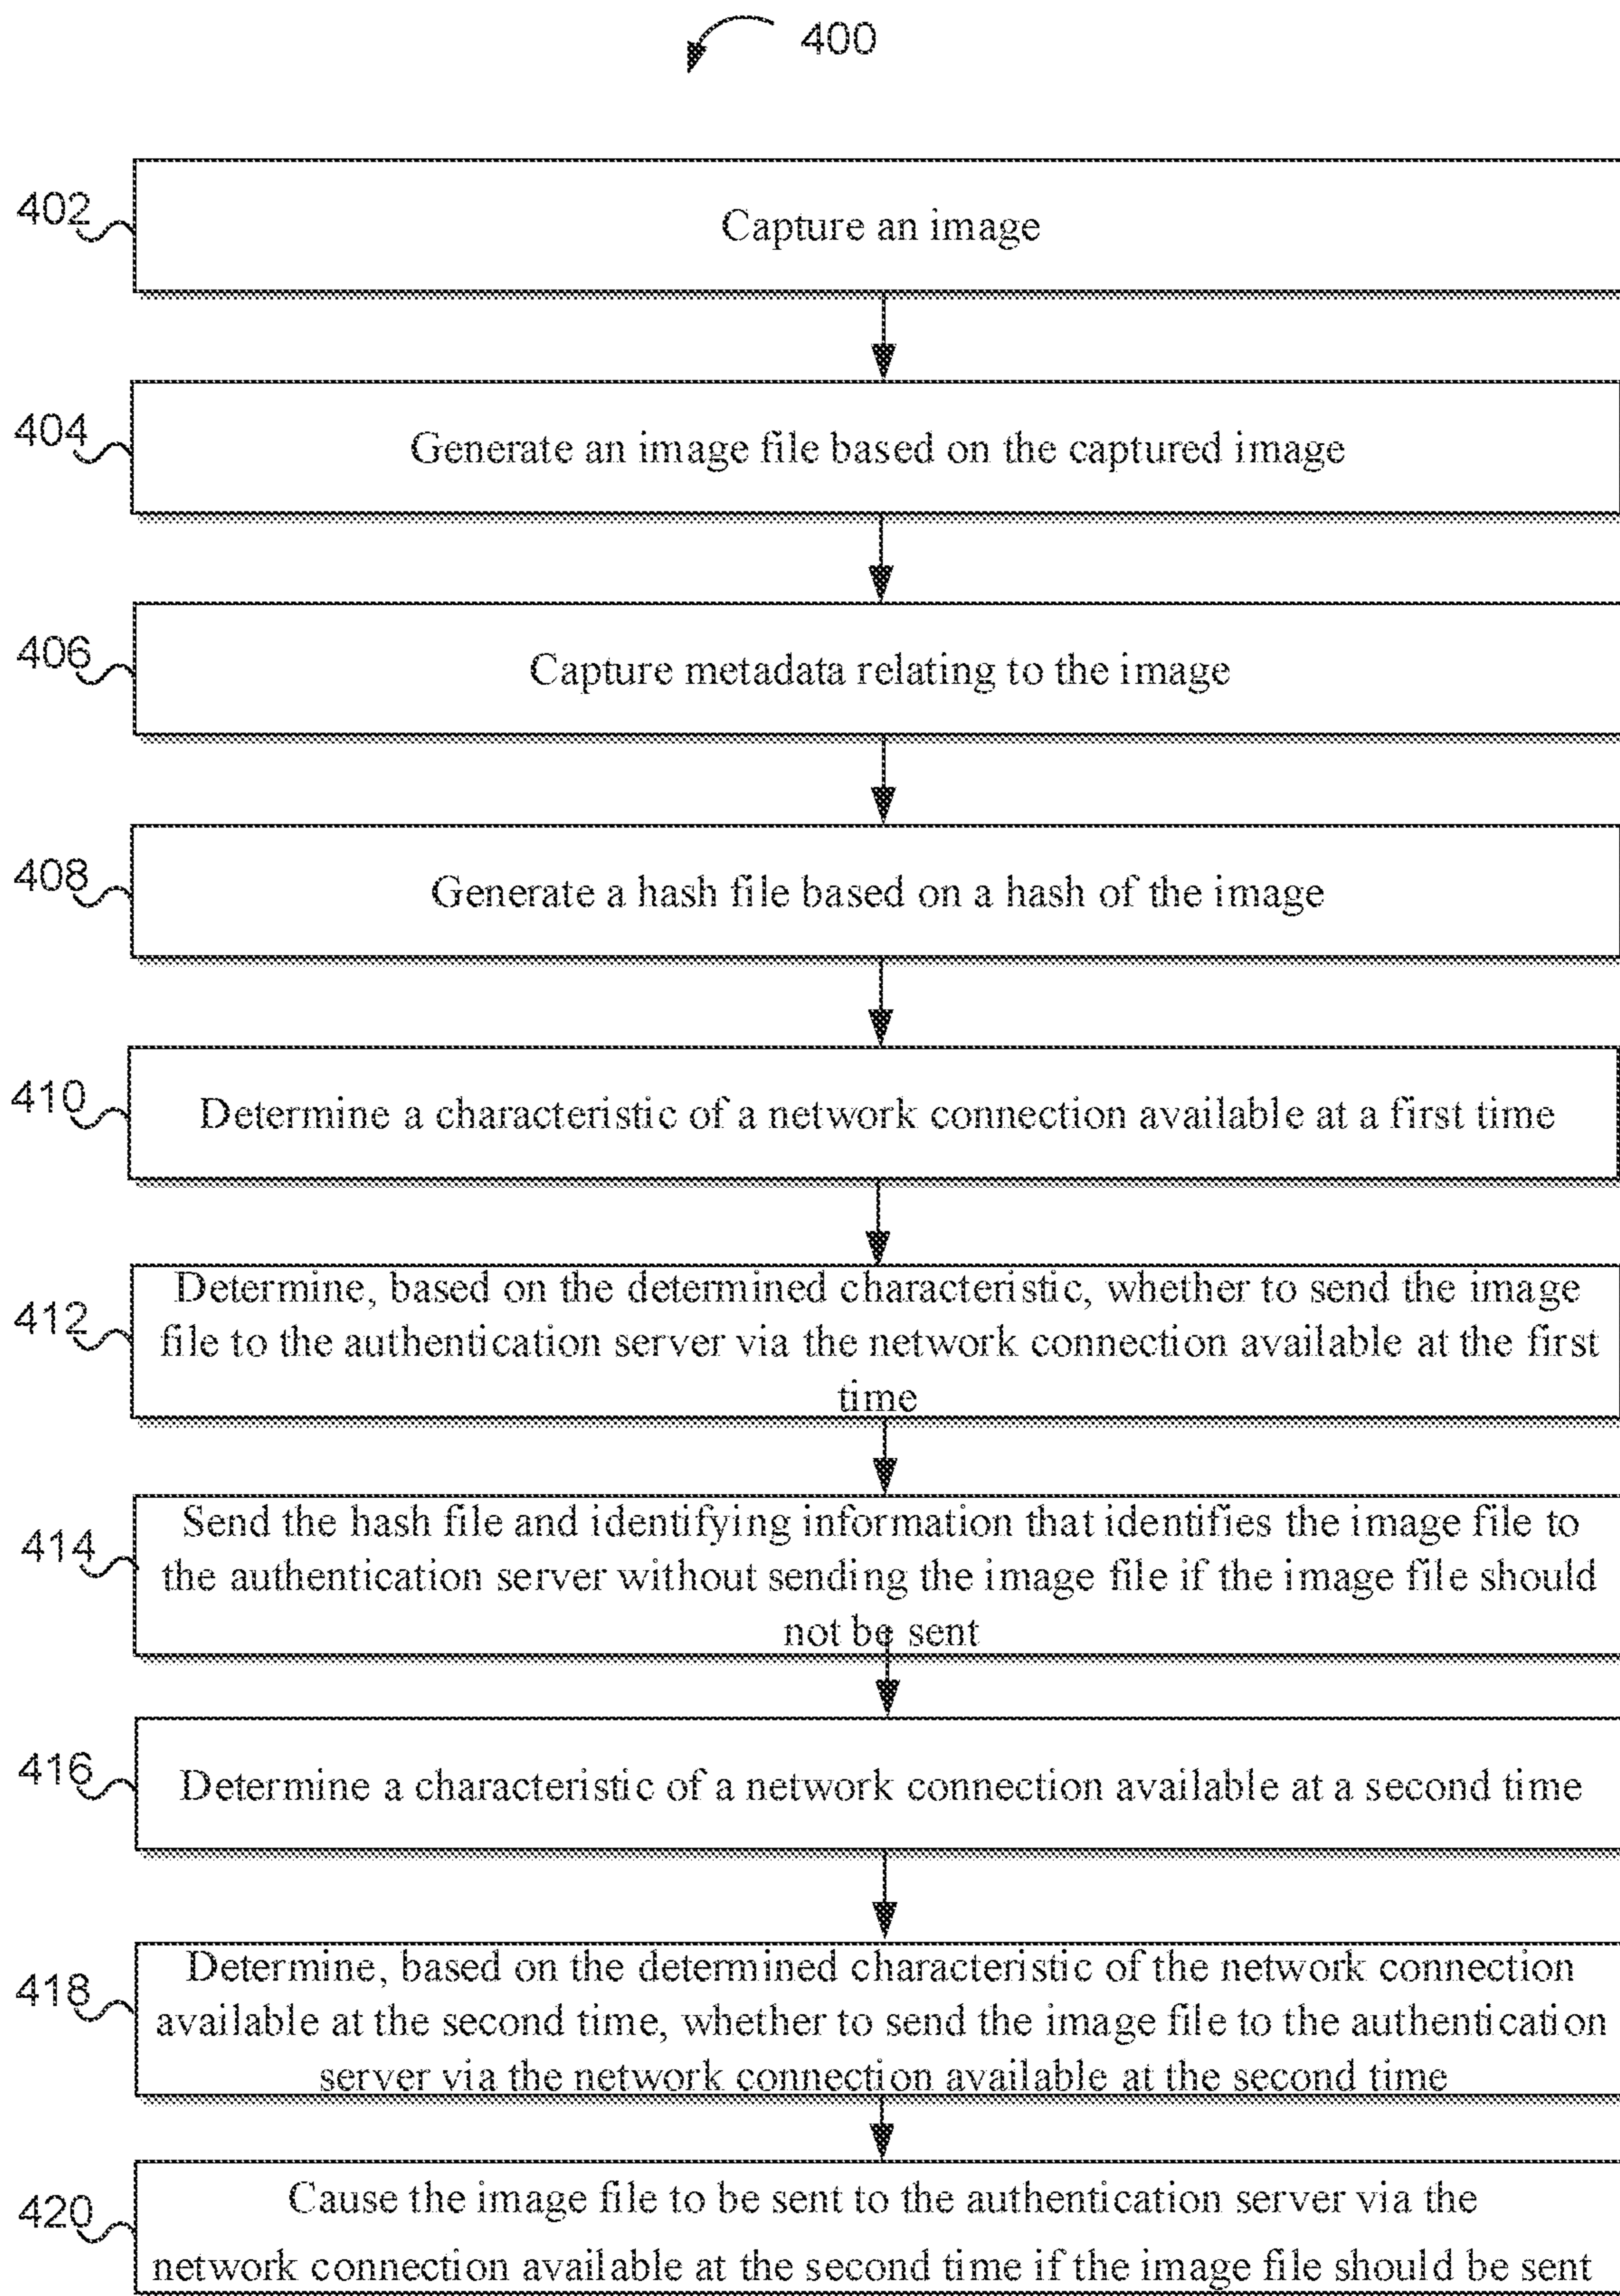 400
402
Capture an image
404
Generate an image file based on the captured image
406
Capture metadata relating to the image
408
Generate a hash file based on a hash of the image
410
Determine a characteristic of a network connection available at a first time
412
Determine, based on the determined characteristic, whether to send the image
file to the authentication server via the network connection available at the first
time
414
Send the hash file and identifying information that identifies the image file to
the authentication server without sending the image file if the image file should
not be sent
416
Determine a characteristic of a network connection available at a second time
418
Determine, based on the determined characteristic of the network connection
available at the second time, whether to send the image file to the authentication
server via the network connection available at the second time
420
Cause the image file to be sent to the authentication server via the
network connection available at the second time if the image file should be sent